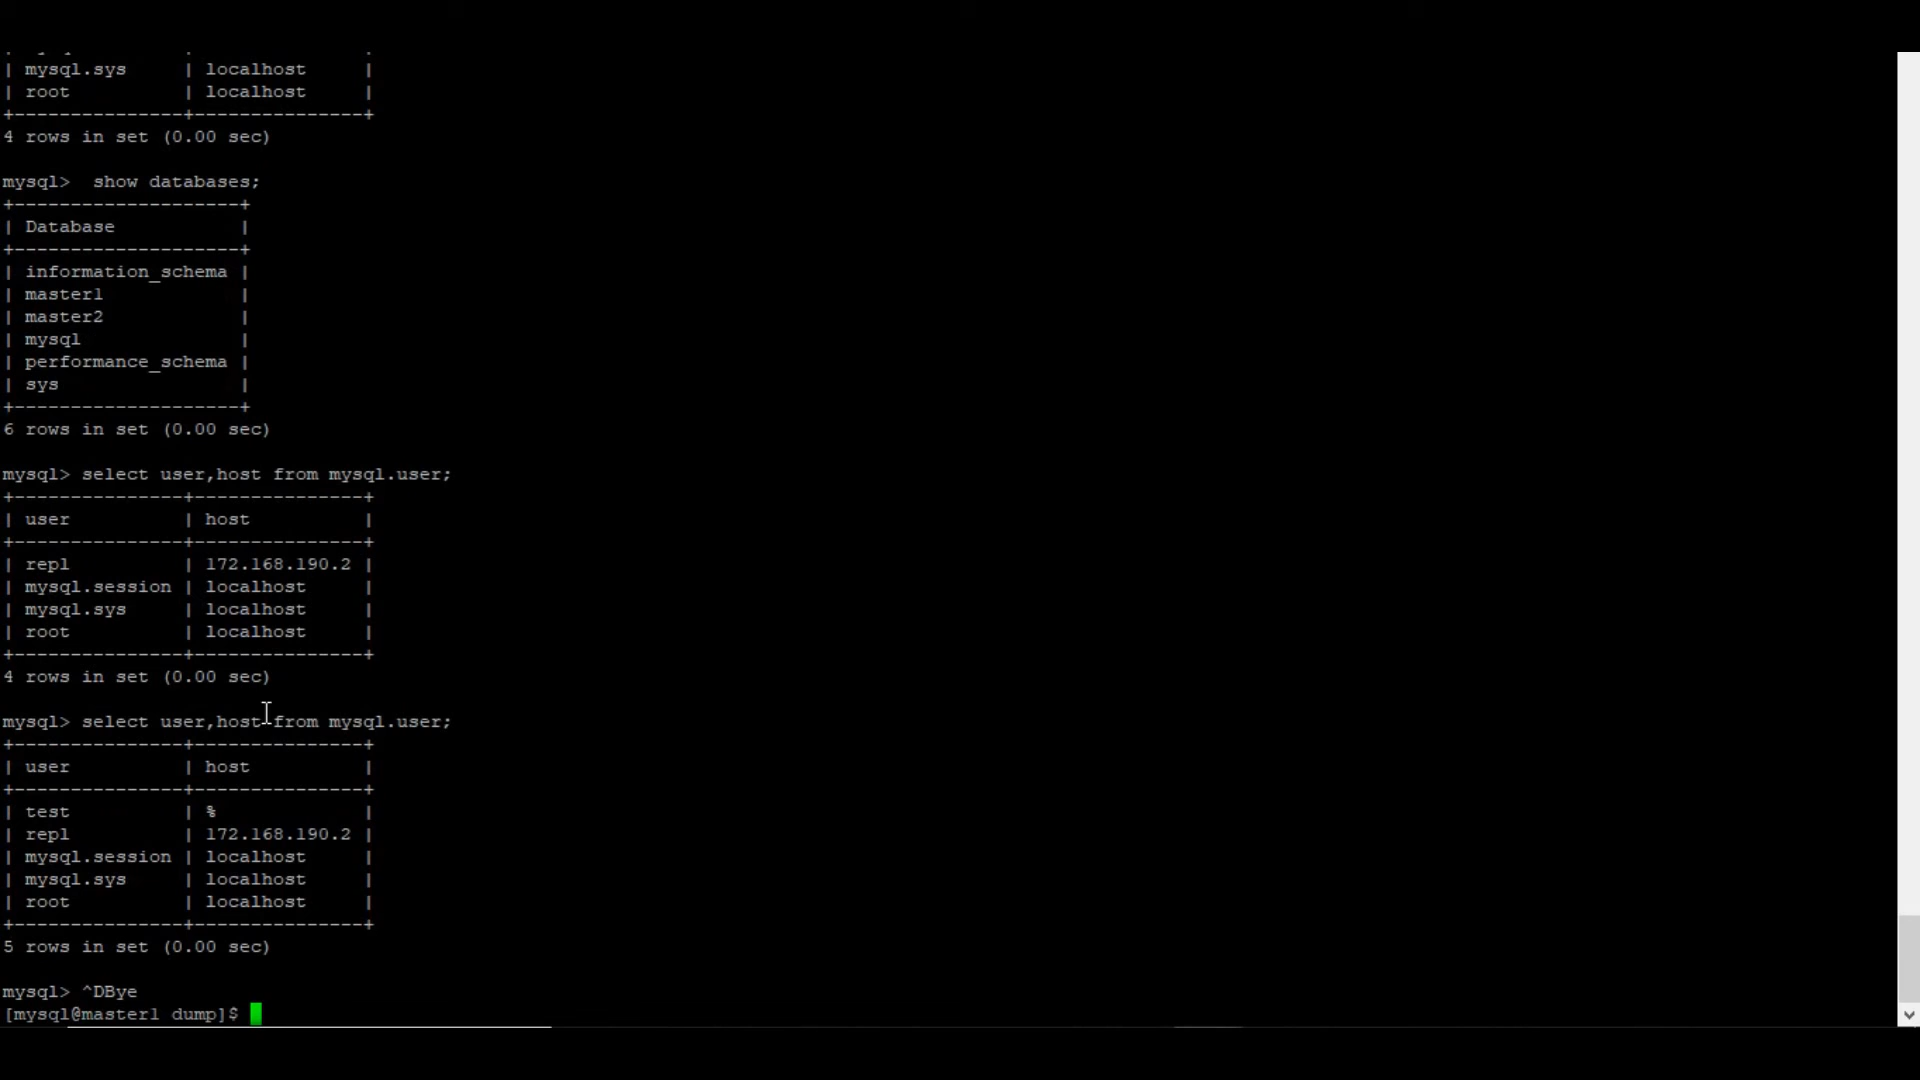 | mysql.sys     | localhost     |
| root          | localhost     |
+---------------+---------------+
4 rows in set (0.00 sec)
mysql>  show databases;
+--------------------+
| Database           |
+--------------------+
| information_schema |
| master1            |
| master2            |
| mysql              |
| performance_schema |
| sys                |
+--------------------+
6 rows in set (0.00 sec)
mysql> select user,host from mysql.user;
+---------------+---------------+
| user          | host          |
+---------------+---------------+
| repl          | 172.168.190.2 |
| mysql.session | localhost     |
| mysql.sys     | localhost     |
| root          | localhost     |
+---------------+---------------+
4 rows in set (0.00 sec)
mysql> select user,host from mysql.user;
+---------------+---------------+
| user          | host          |
+---------------+---------------+
| test          | %             |
| repl          | 172.168.190.2 |
| mysql.session | localhost     |
| mysql.sys     | localhost     |
| root          | localhost     |
+---------------+---------------+
5 rows in set (0.00 sec)
mysql> ^DBye
[mysql@master1 dump]$